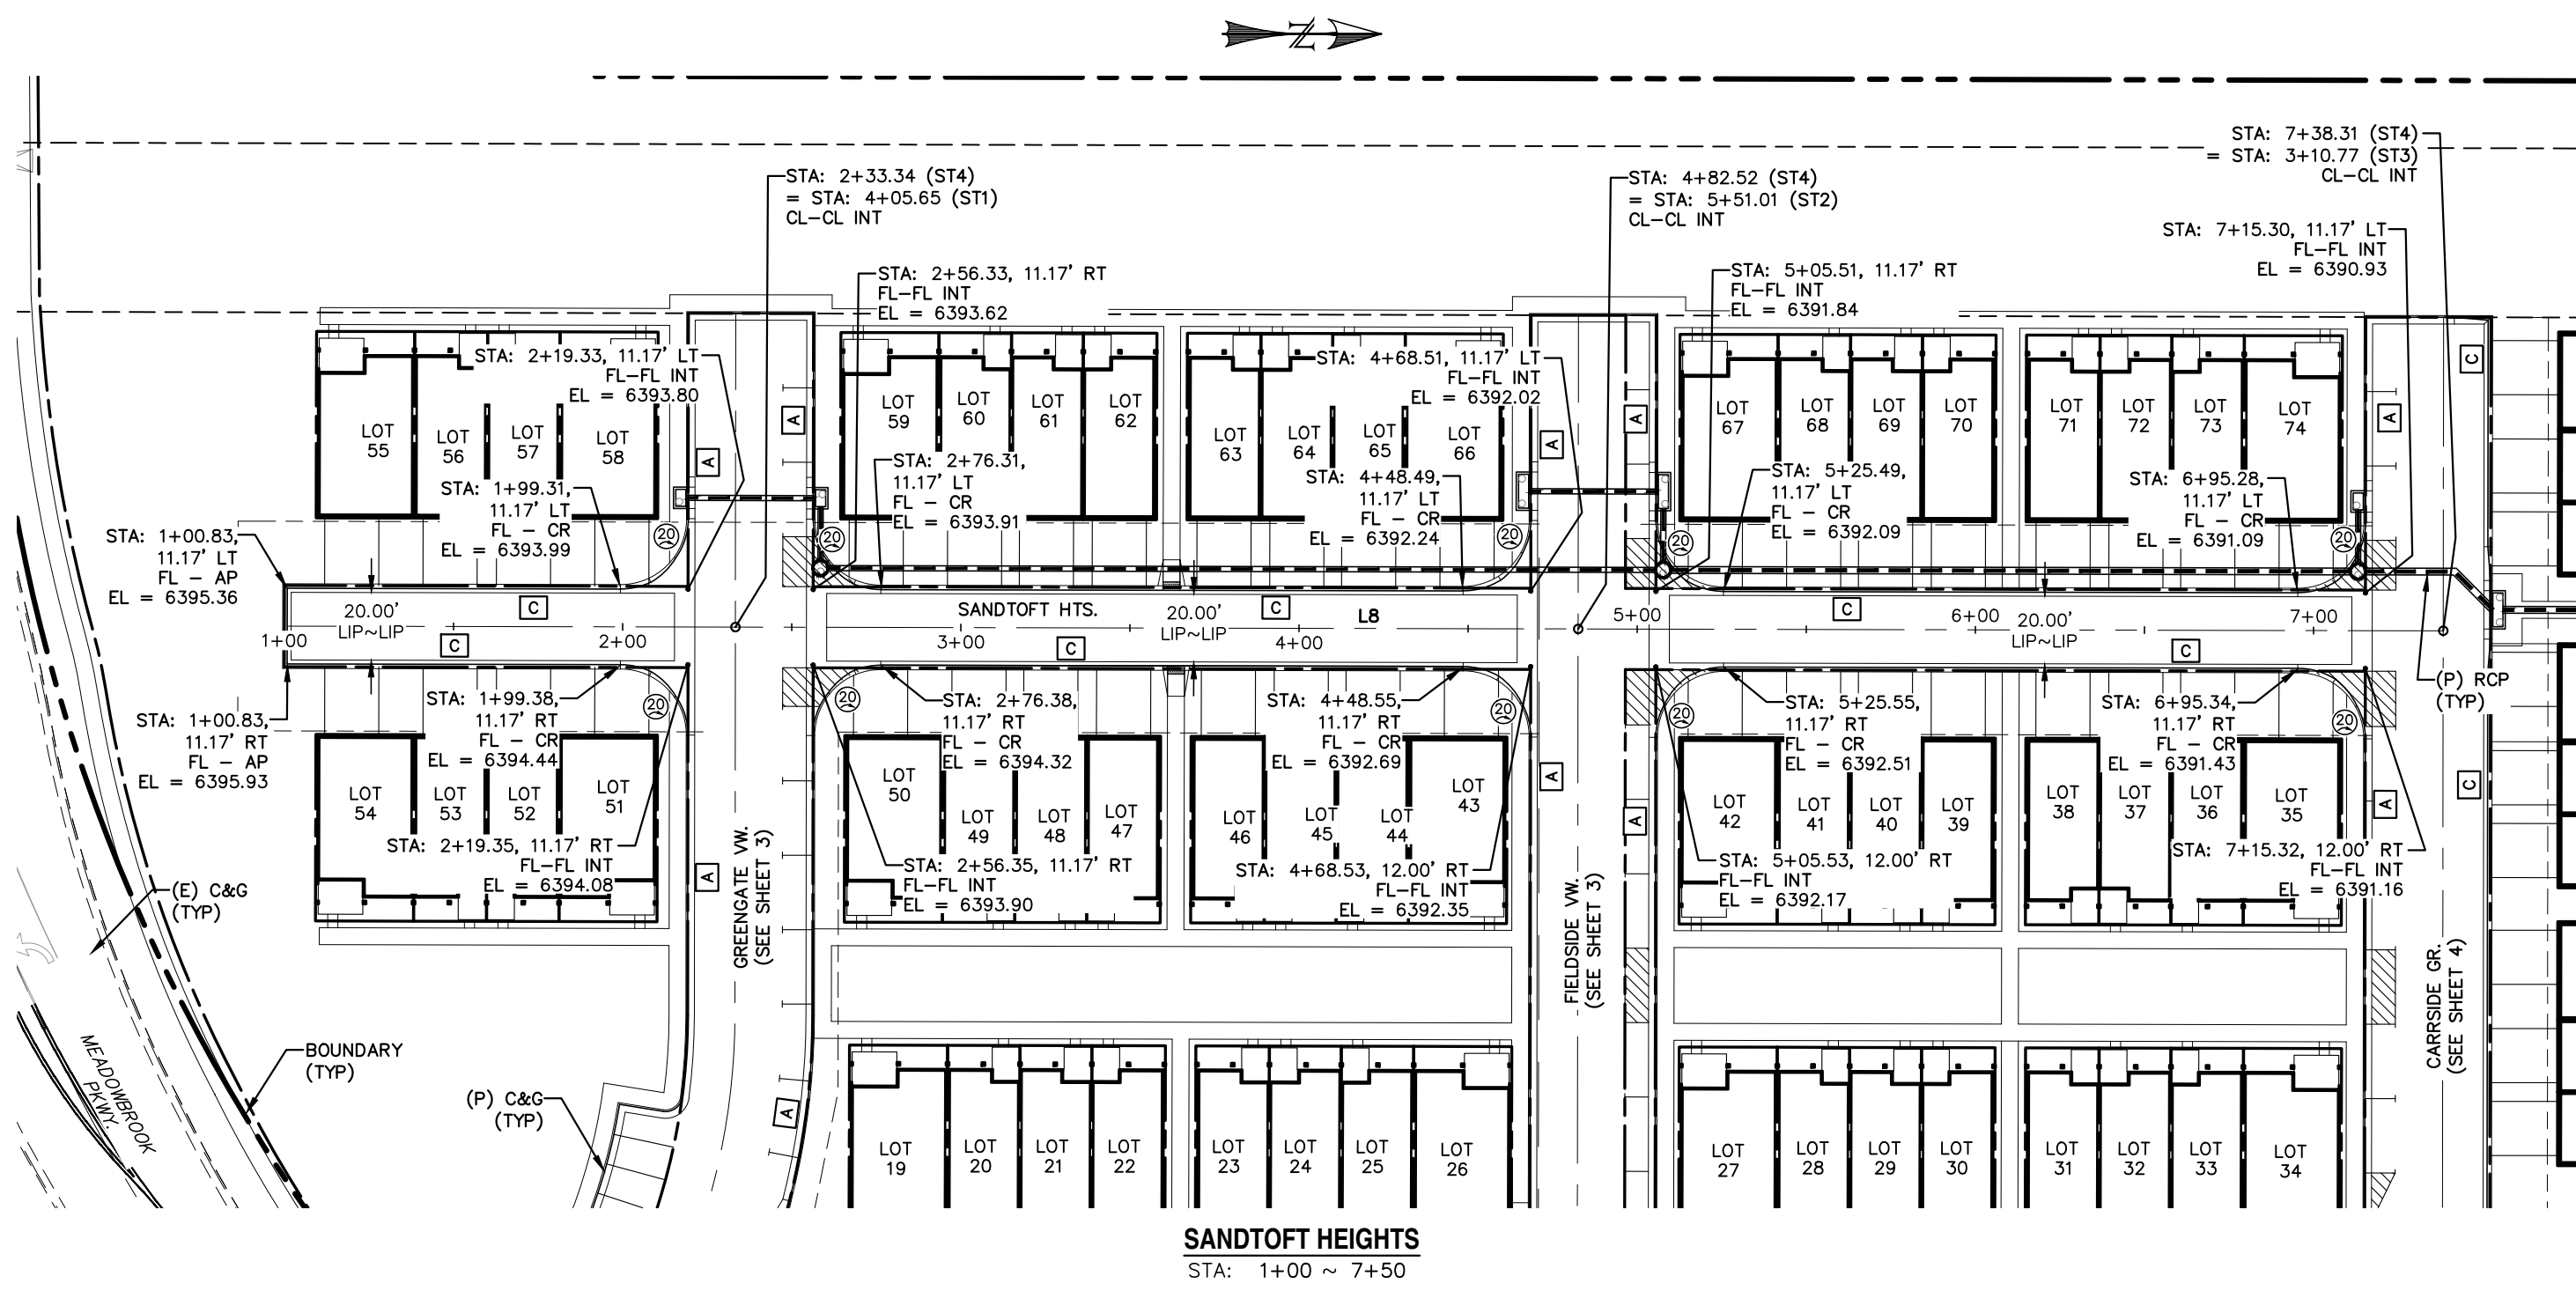 N
STA: 7+38.31 (ST4)
= STA: 3+10.77 (ST3)
CL-CL INT
STA: 2+33.34 (ST4)
= STA: 4+05.65 (ST1)
CL-CL INT
STA: 4+82.52 (ST4)
= STA: 5+51.01 (ST2)
CL-CL INT
STA: 7+15.30, 11.17' LT
FL-FL INT
EL = 6390.93
STA: 2+56.33, 11.17' RT
FL-FL INT
EL = 6393.62
STA: 5+05.51, 11.17' RT
FL-FL INT
EL = 6391.84
STA: 2+19.33, 11.17' LT
FL-FL INT
EL = 6393.80
STA: 4+68.51, 11.17' LT
FL-FL INT
EL = 6392.02
C
A
A
A
A
A
LOT
55
LOT
56
LOT
57
LOT
58
LOT
59
LOT
60
LOT
61
LOT
62
LOT
63
LOT
64
LOT
65
LOT
66
LOT
67
LOT
68
LOT
69
LOT
70
LOT
71
LOT
72
LOT
73
LOT
74
STA: 1+99.31,
11.17' LT
FL - CR
EL = 6393.99
STA: 2+76.31,
11.17' LT
FL - CR
EL = 6393.91
STA: 4+48.49,
11.17' LT
FL - CR
EL = 6392.24
STA: 5+25.49,
11.17' LT
FL - CR
EL = 6392.09
STA: 6+95.28,
11.17' LT
FL - CR
EL = 6391.09
STA: 1+00.83,
11.17' LT
FL - AP
EL = 6395.36
20
20
20
20
20
1+00
20.00'
LIP~LIP
C
C
2+00
SANDTOFT HTS.
3+00
C
20.00'
LIP~LIP
C
4+00
L8
5+00
C
6+00
20.00'
LIP~LIP
C
7+00
STA: 1+00.83,
11.17' RT
FL - AP
EL = 6395.93
STA: 1+99.38,
11.17' RT
FL - CR
EL = 6394.44
20
20
STA: 2+76.38,
11.17' RT
FL - CR
EL = 6394.32
STA: 4+48.55,
11.17' RT
FL - CR
EL = 6392.69
20
20
STA: 5+25.55,
11.17' RT
FL - CR
EL = 6392.51
STA: 6+95.34,
11.17' RT
FL - CR
EL = 6391.43
20
(P) RCP
(TYP)
LOT
54
LOT
53
LOT
52
LOT
51
LOT
50
LOT
49
LOT
48
LOT
47
LOT
46
LOT
45
LOT
44
LOT
43
LOT
42
LOT
41
LOT
40
LOT
39
LOT
38
LOT
37
LOT
36
LOT
35
A
A
A
A
C
STA: 2+19.35, 11.17' RT
FL-FL INT
EL = 6394.08
STA: 2+56.35, 11.17' RT
FL-FL INT
EL = 6393.90
STA: 4+68.53, 12.00' RT
FL-FL INT
EL = 6392.35
STA: 5+05.53, 12.00' RT
FL-FL INT
EL = 6392.17
STA: 7+15.32, 12.00' RT
FL-FL INT
EL = 6391.16
GREENGATE VW.
(SEE SHEET 3)
FIELDSIDE VW.
(SEE SHEET 3)
CARRSIDE GR.
(SEE SHEET 4)
(E) C&G
(TYP)
BOUNDARY
(TYP)
MEADOWBROOK
PKWY.
(P) C&G
(TYP)
A
LOT
19
LOT
20
LOT
21
LOT
22
LOT
23
LOT
24
LOT
25
LOT
26
LOT
27
LOT
28
LOT
29
LOT
30
LOT
31
LOT
32
LOT
33
LOT
34
SANDTOFT HEIGHTS
STA: 1+00 ~ 7+50